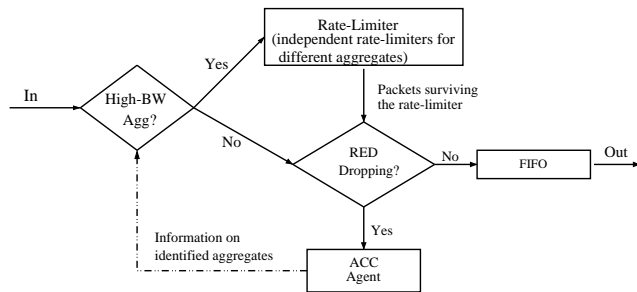 Rate-Limiter
(independent rate-limiters for
different aggregates)
Yes
In
High-BW
Agg?
Packets surviving
the rate-limiter
No
RED
Dropping?
No
FIFO
Out
Yes
Information on
identified aggregates
ACC
Agent